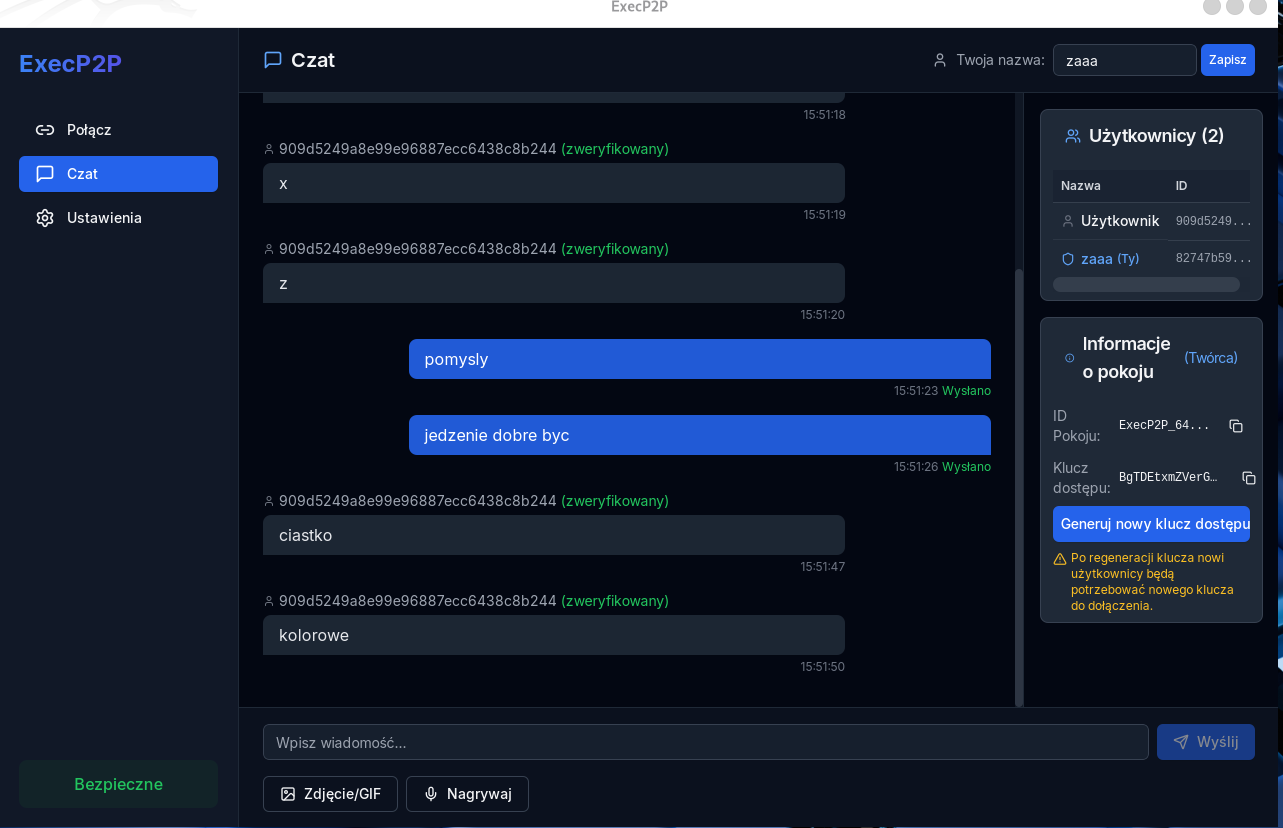 ExecP2P
ExecP2P
Połącz
Czat
Ustawienia
Bezpieczne
Czat
Twoja nazwa:
zaaa
Zapisz
15:51:18
909d5249a8e99e96887ecc6438c8b244 (zweryfikowany)
x
15:51:19
909d5249a8e99e96887ecc6438c8b244 (zweryfikowany)
z
15:51:20
pomysly
15:51:23 Wysłano
jedzenie dobre byc
15:51:26 Wysłano
909d5249a8e99e96887ecc6438c8b244 (zweryfikowany)
ciastko
15:51:47
909d5249a8e99e96887ecc6438c8b244 (zweryfikowany)
kolorowe
15:51:50
Wpisz wiadomość...
Wyślij
Zdjęcie/GIF
Nagrywaj
Użytkownicy (2)
Nazwa ID
Użytkownik 909d5249...
zaaa (Ty) 82747b59...
Informacje
o pokoju
(Twórca)
ID
Pokoju:
ExecP2P_64...
Klucz
dostępu:
BgTDEtxmZVerG…
Generuj nowy klucz dostępu
Po regeneracji klucza nowi
użytkownicy będą
potrzebować nowego klucza
do dołączenia.